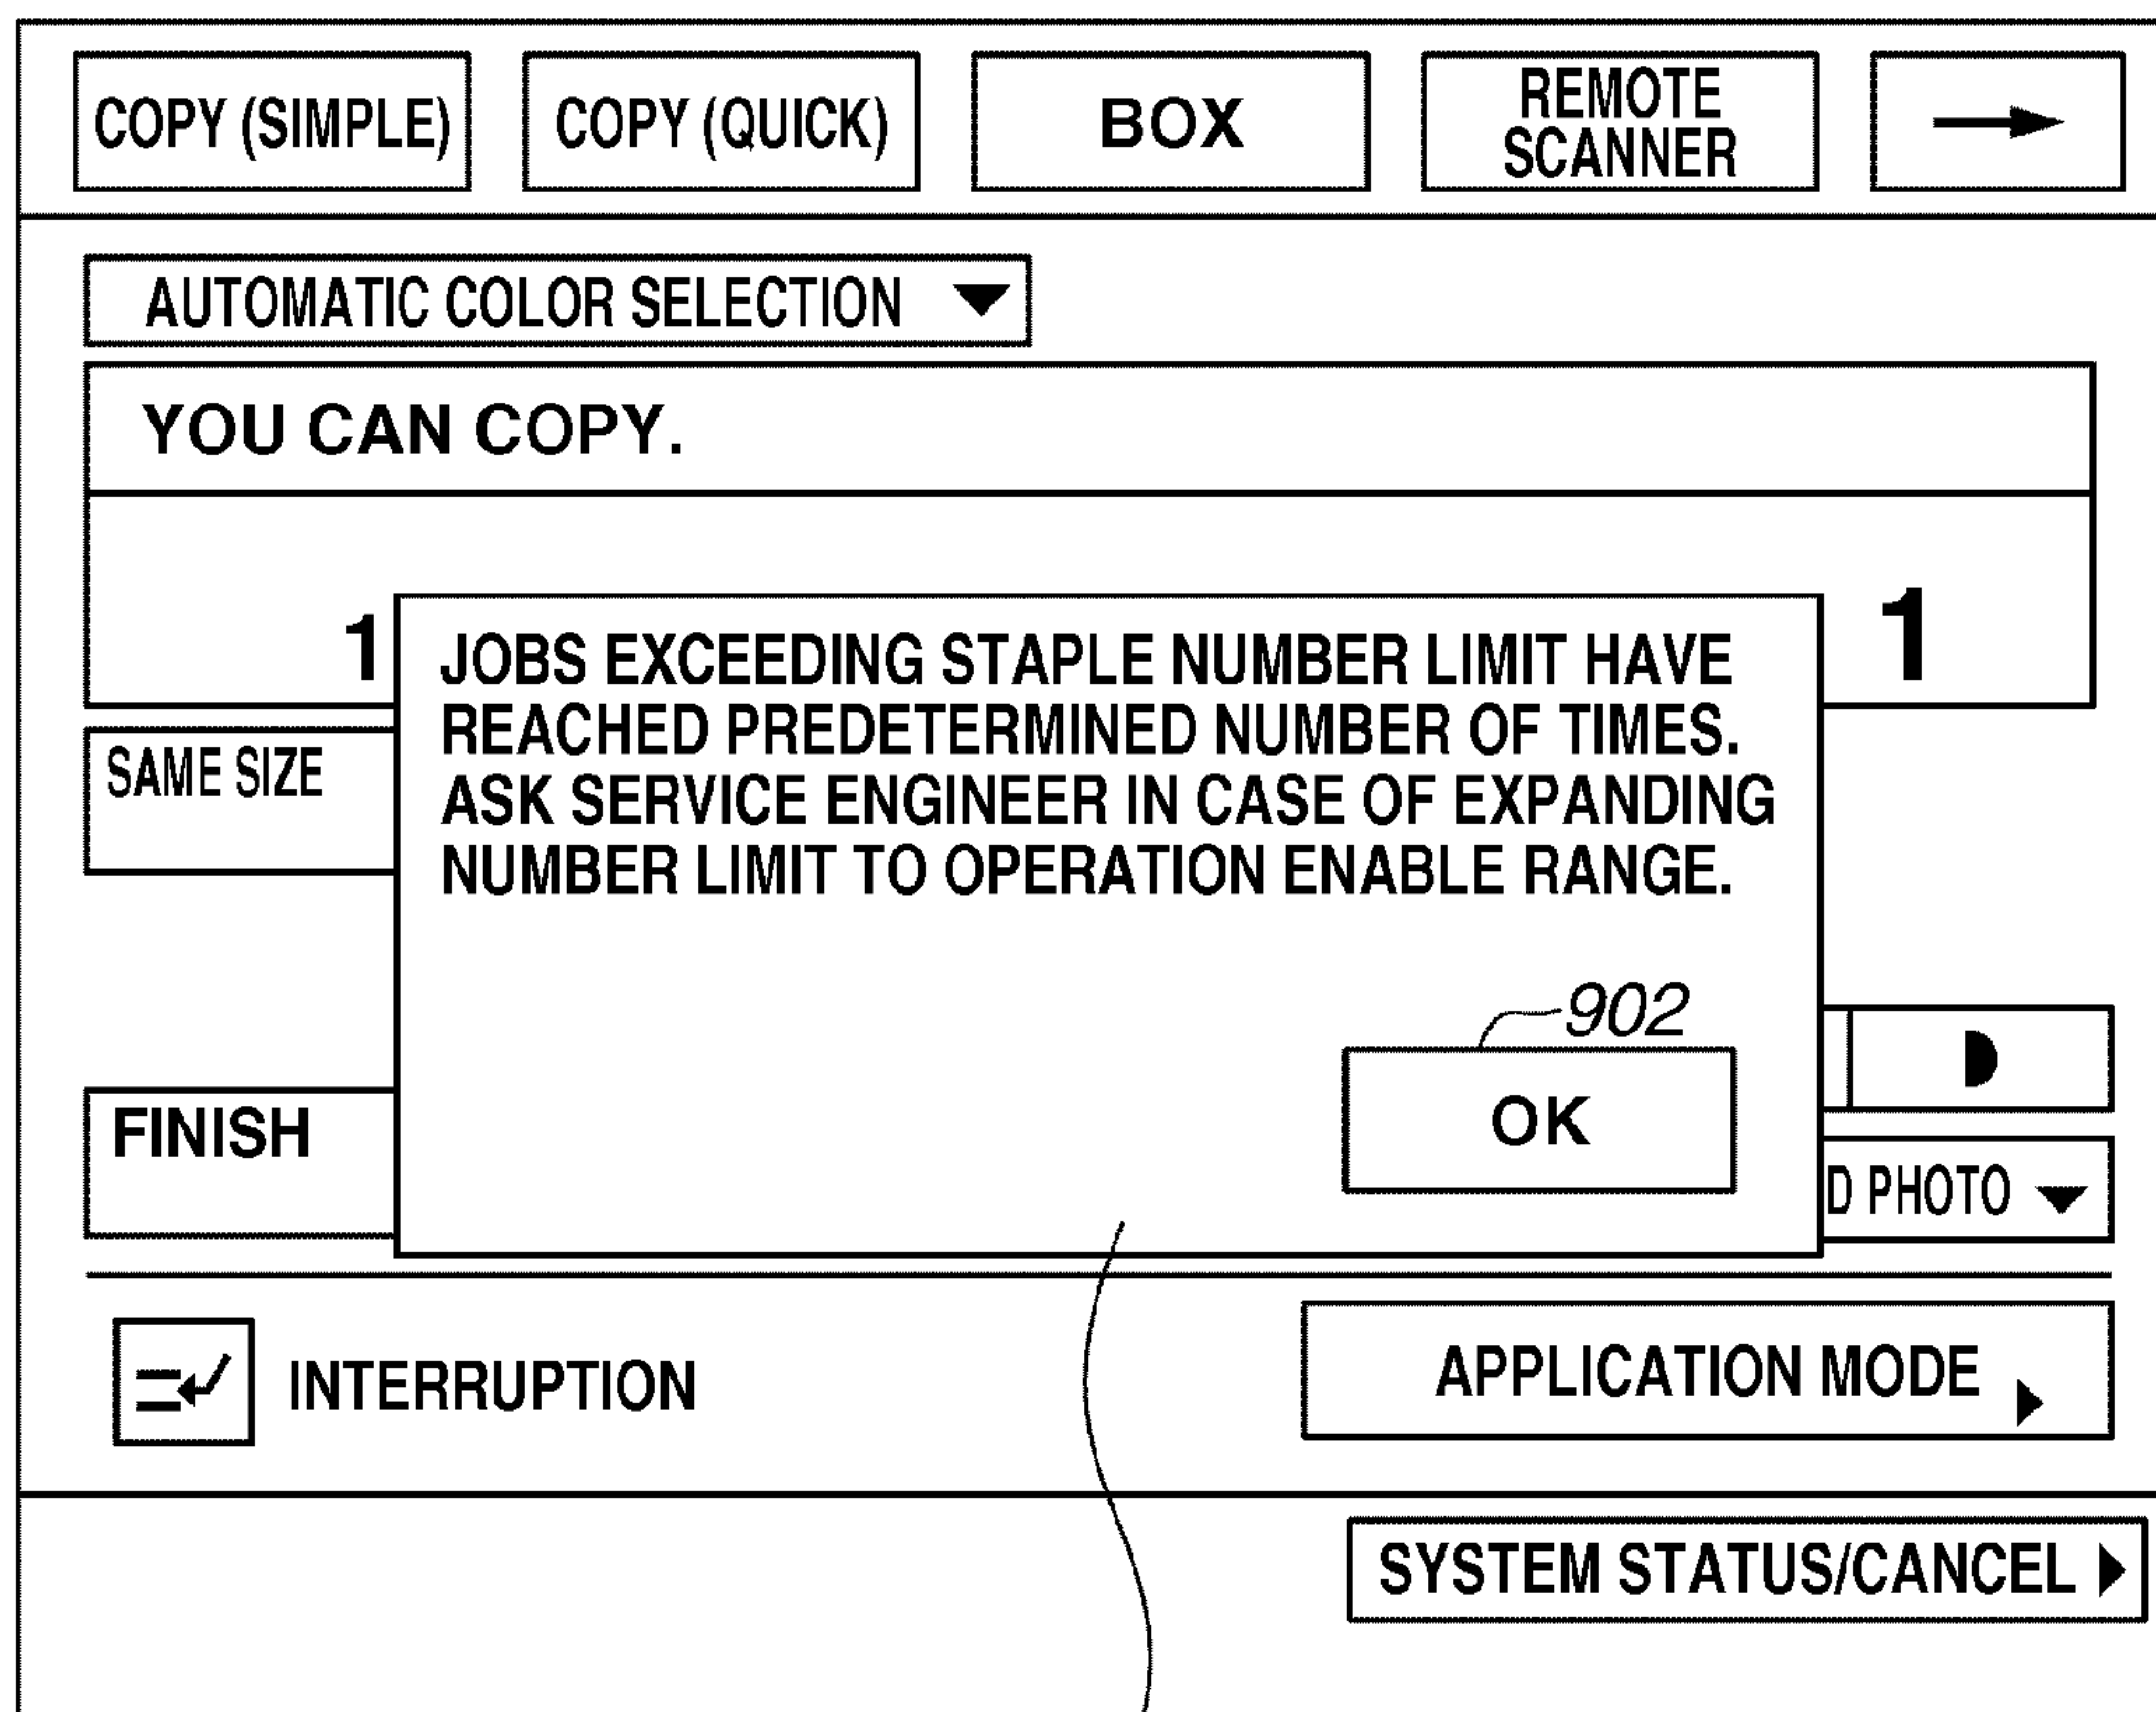 COPY (SIMPLE)
COPY (QUICK)
BOX
REMOTE
SCANNER
AUTOMATIC COLOR SELECTION
YOU CAN COPY.
1
1
JOBS EXCEEDING STAPLE NUMBER LIMIT HAVE
REACHED PREDETERMINED NUMBER OF TIMES.
ASK SERVICE ENGINEER IN CASE OF EXPANDING
NUMBER LIMIT TO OPERATION ENABLE RANGE.
SAME SIZE
902
OK
FINISH
D PHOTO
INTERRUPTION
APPLICATION MODE
SYSTEM STATUS/CANCEL